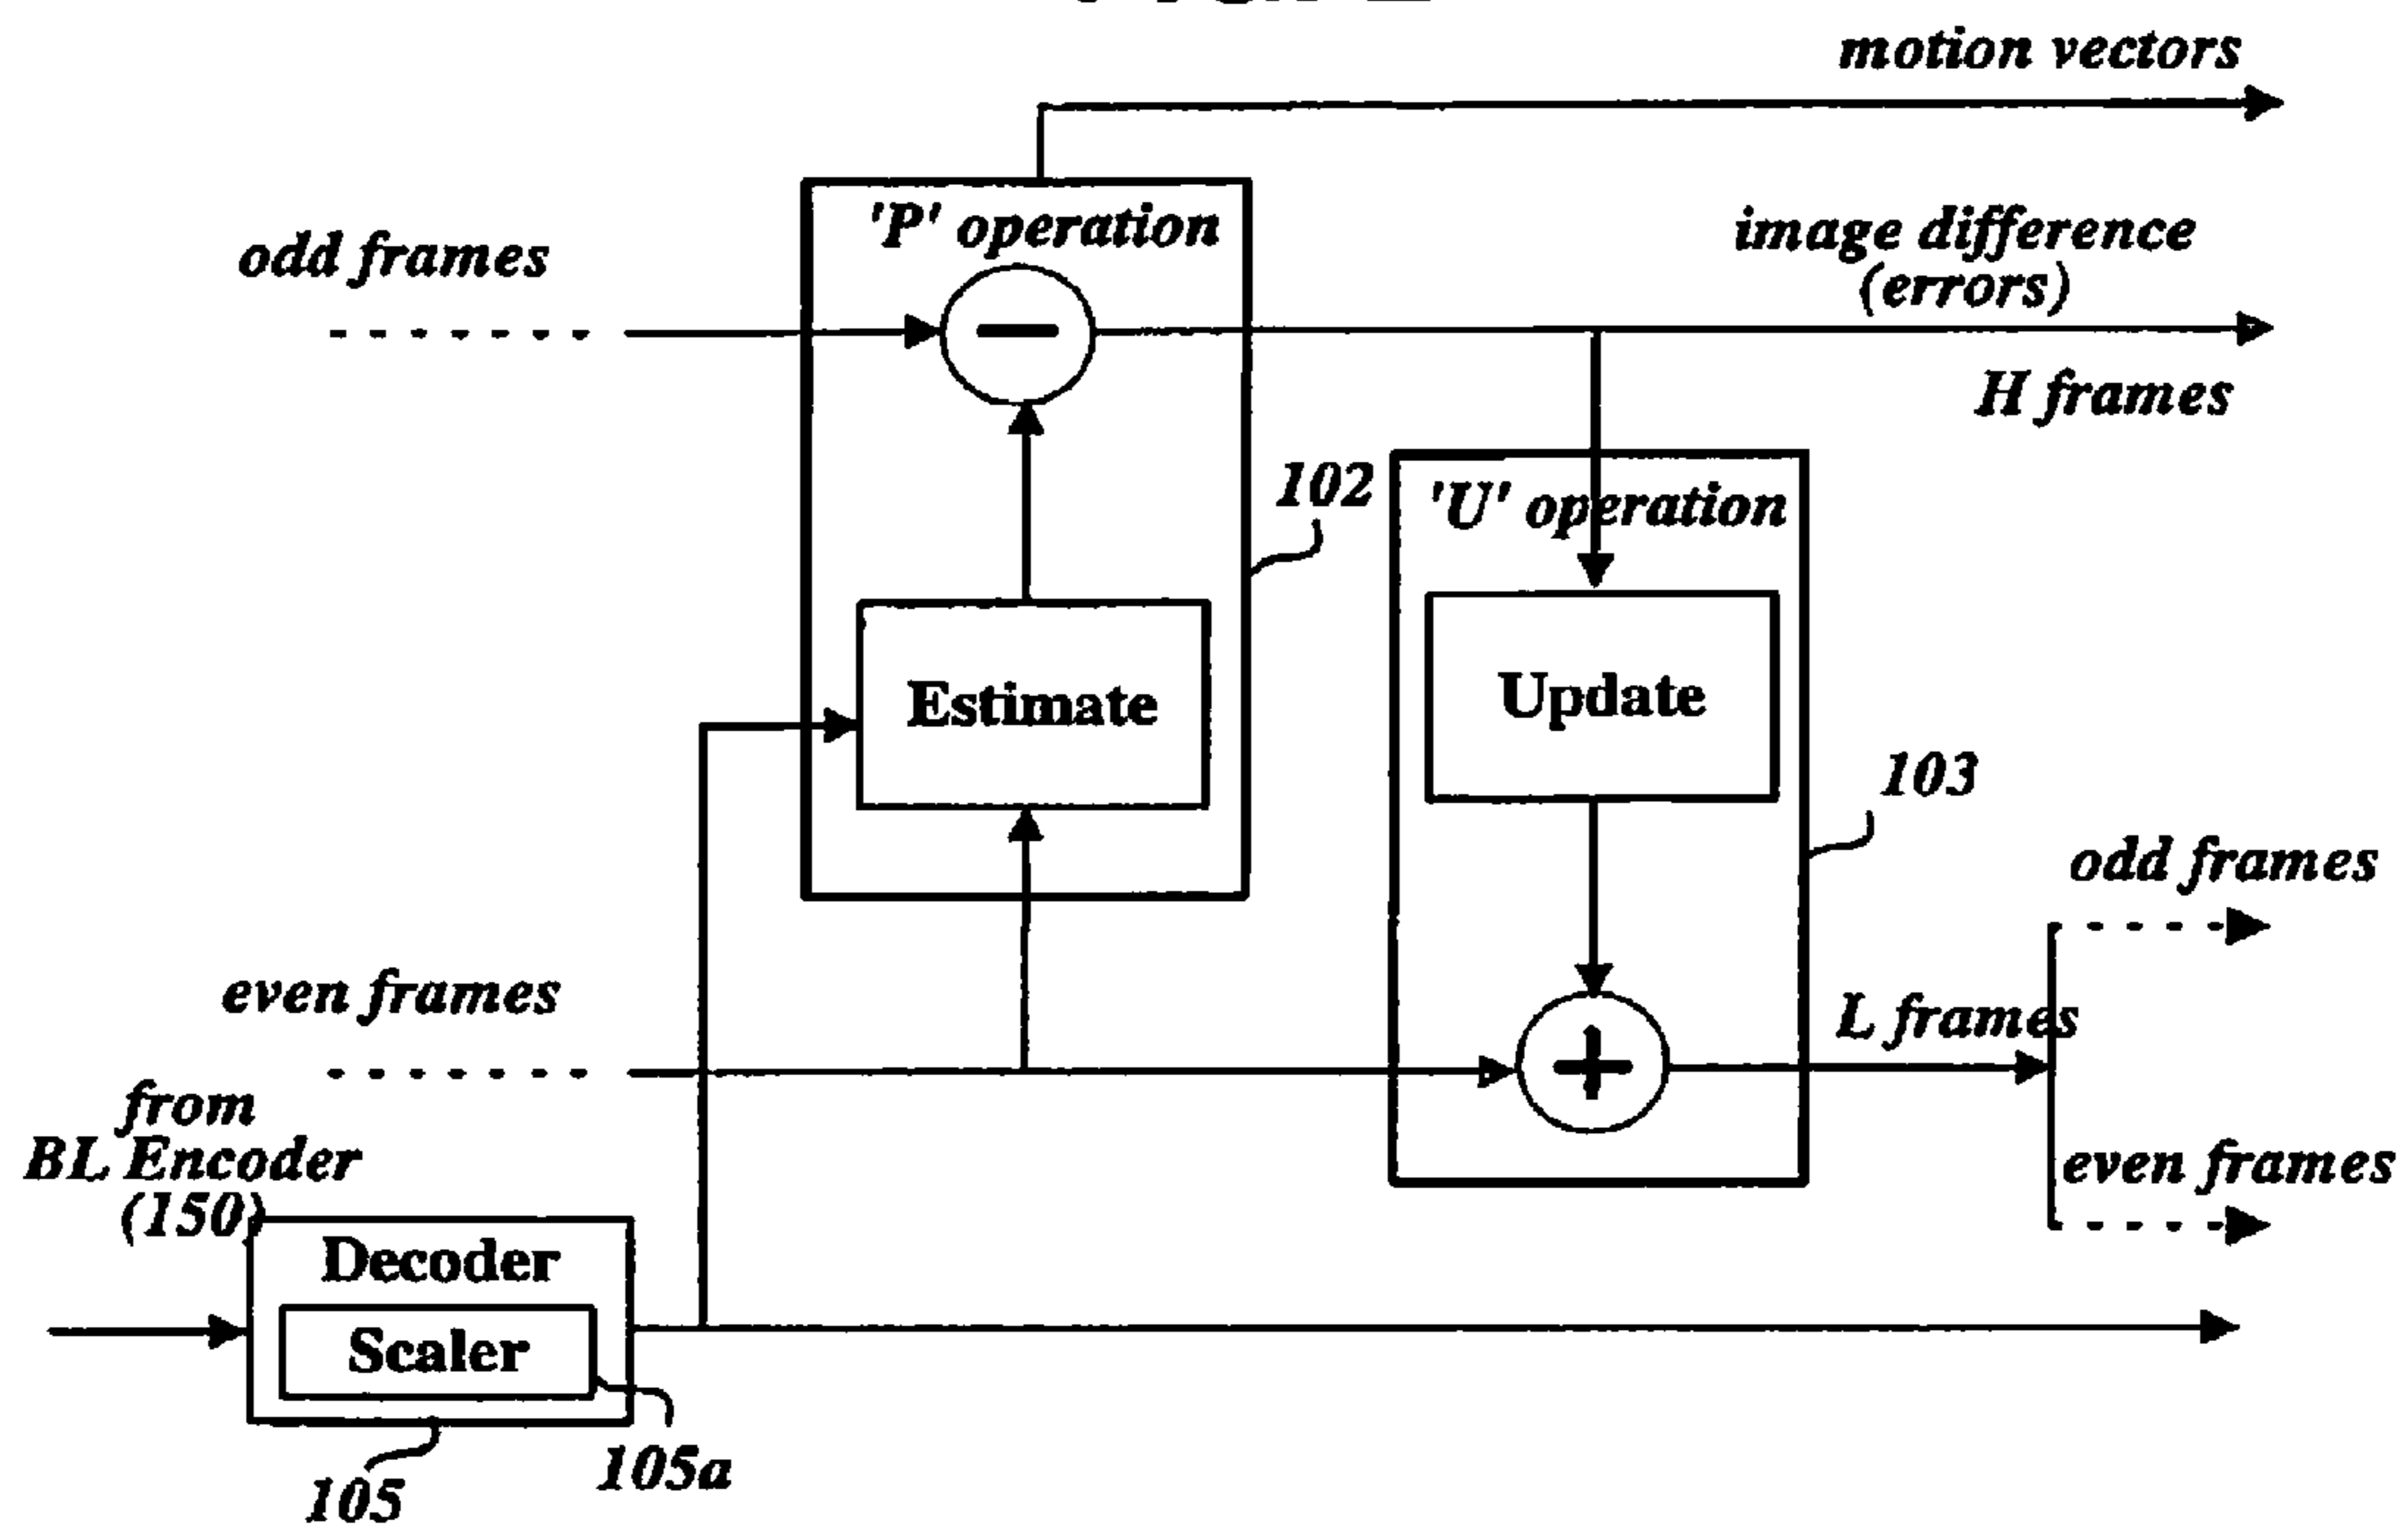 motion vectors
'P' operation
odd frames
image difference
(errors)
H frames
102
'U' operation
Estimate
Update
103
odd frames
even frames
L frames
from
BL Encoder
(150)
even frames
Decoder
Scaler
105a
105